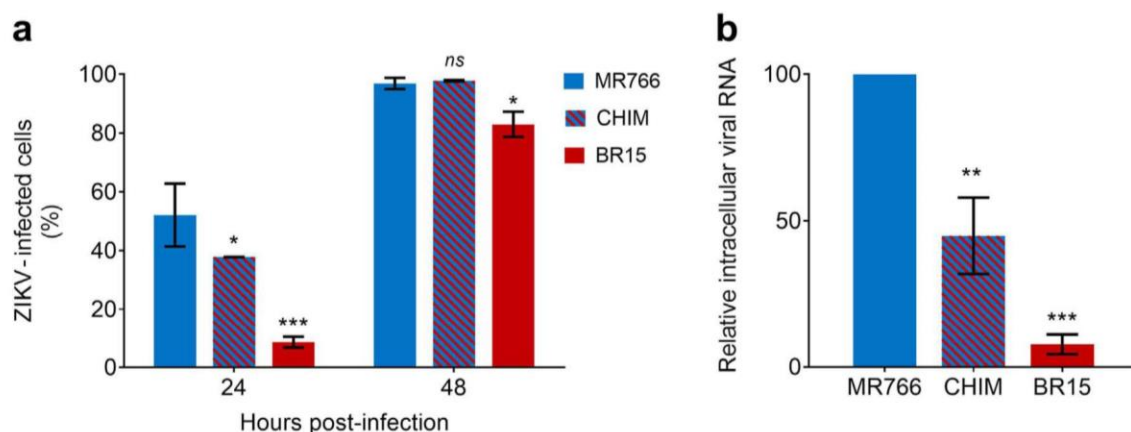 a
ZIKV-infected cells
(%)
100
80
60
40
20
0
*
***
ns
*
24
48
Hours post-infection
MR766
CHIM
BR15
b
Relative intracellular viral RNA
100
50
0
**
***
MR766 CHIM BR15